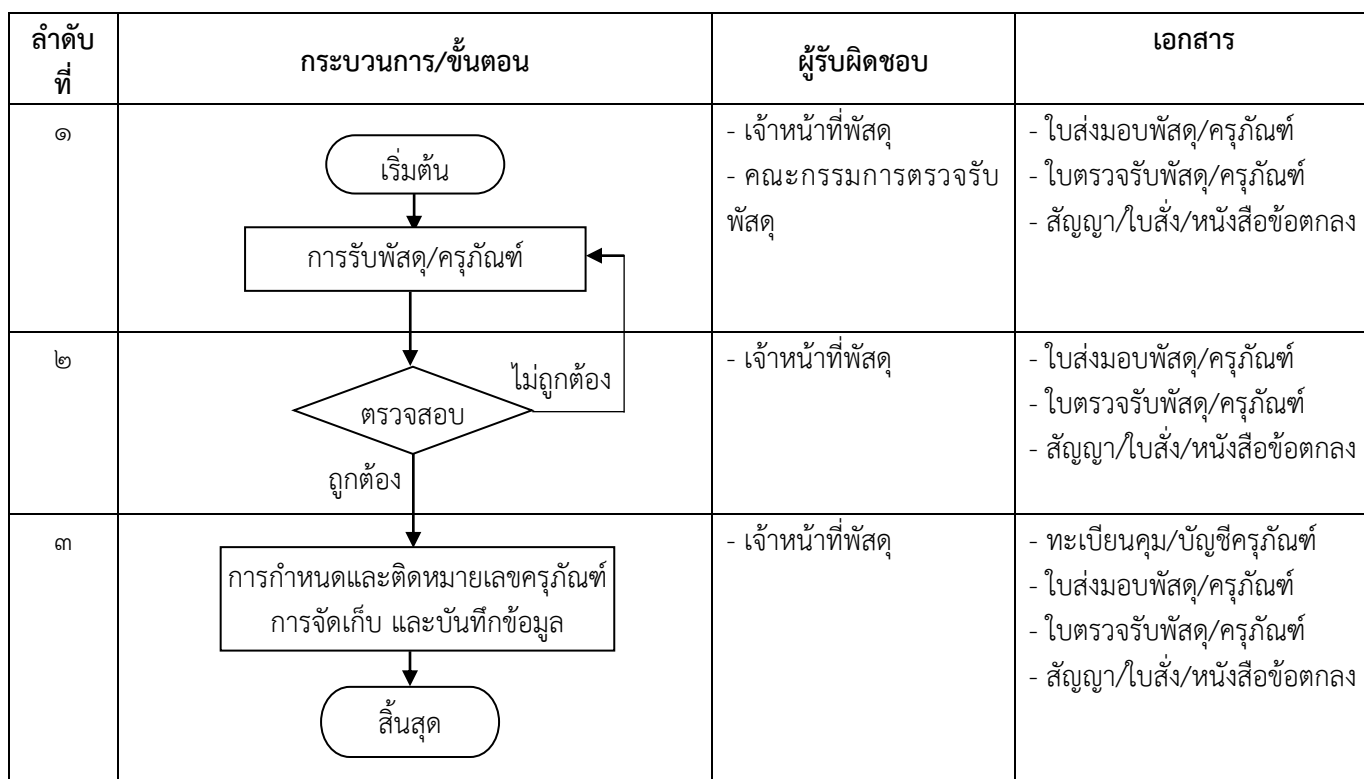 ลำดับ
ที่
กระบวนการ/ขั้นตอน
ผู้รับผิดชอบ
เอกสาร
๑
เริ่มต้น
การรับพัสดุ/ครุภัณฑ์
- เจ้าหน้าที่พัสดุ
- คณะกรรมการตรวจรับ
พัสดุ
- ใบส่งมอบพัสดุ/ครุภัณฑ์
- ใบตรวจรับพัสดุ/ครุภัณฑ์
- สัญญา/ใบสั่ง/หนังสือข้อตกลง
๒
ไม่ถูกต้อง
ตรวจสอบ
ถูกต้อง
- เจ้าหน้าที่พัสดุ
- ใบส่งมอบพัสดุ/ครุภัณฑ์
- ใบตรวจรับพัสดุ/ครุภัณฑ์
- สัญญา/ใบสั่ง/หนังสือข้อตกลง
๓
การกำหนดและติดหมายเลขครุภัณฑ์
การจัดเก็บ และบันทึกข้อมูล
สิ้นสุด
- เจ้าหน้าที่พัสดุ
- ทะเบียนคุม/บัญชีครุภัณฑ์
- ใบส่งมอบพัสดุ/ครุภัณฑ์
- ใบตรวจรับพัสดุ/ครุภัณฑ์
- สัญญา/ใบสั่ง/หนังสือข้อตกลง